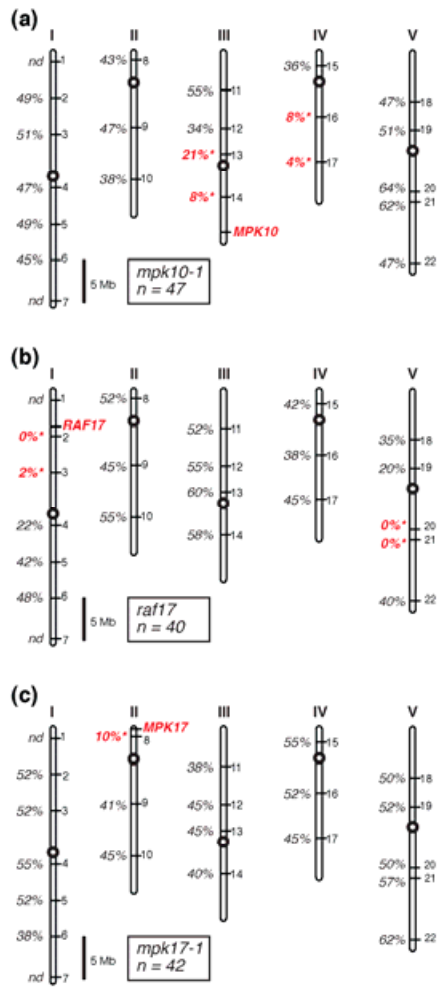 (a)
I II III IV V
nd 1 43% 8 36% 15
49% 2 55% 11 47% 18
51% 3 47% 9 34% 12 8%* 16 51% 19
21%* 13
47% 4 38% 10 8%* 14 4%* 17 64% 20
62% 21
49% 5 MPK10
45% 6 47% 22
nd 7 5 Mb
mpk10-1
n = 47
(b)
I II III IV V
nd 1 52% 8 42% 15
RAF17
0%* 2 52% 11 35% 18
2%* 3 45% 9 55% 12 38% 16 20% 19
60% 13
22% 4 55% 10 58% 14 45% 17 0%* 20
0%* 21
42% 5
48% 6 40% 22
nd 7 5 Mb
raf17
n = 40
(c)
I II III IV V
MPK17
nd 1 10%* 8 55% 15
52% 2 38% 11 50% 18
52% 3 41% 9 45% 12 52% 16 52% 19
45% 13
55% 4 45% 10 40% 14 45% 17 50% 20
57% 21
52% 5
38% 6 62% 22
nd 7 5 Mb
mpk17-1
n = 42